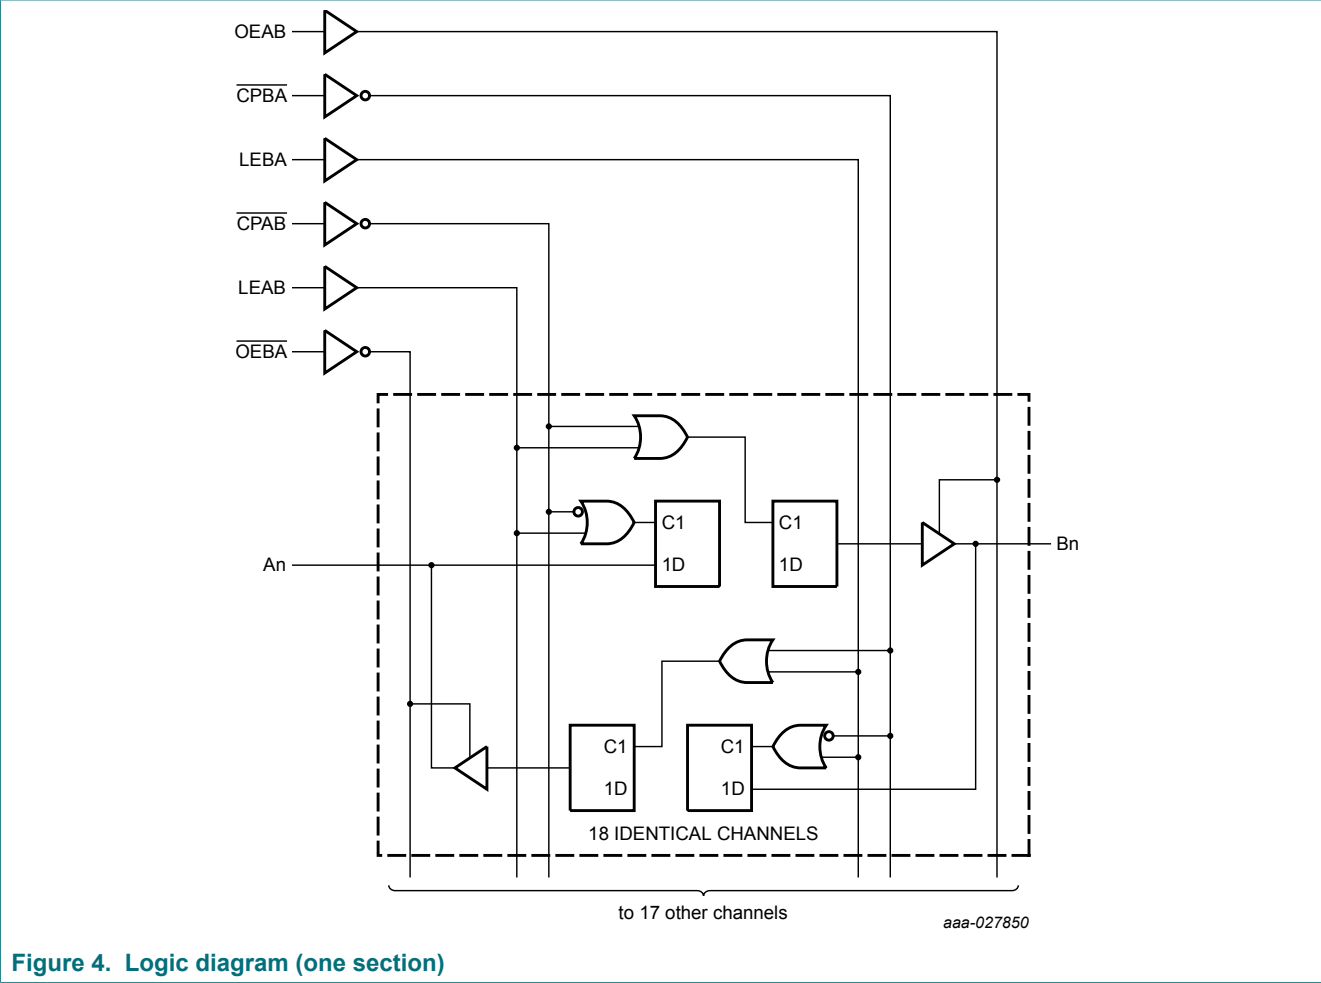 OEAB
CPBA
LEBA
CPAB
LEAB
OEBA
C1
C1
An
1D
1D
Bn
C1
C1
1D
1D
18 IDENTICAL CHANNELS
to 17 other channels
aaa-027850
Figure 4. Logic diagram (one section)